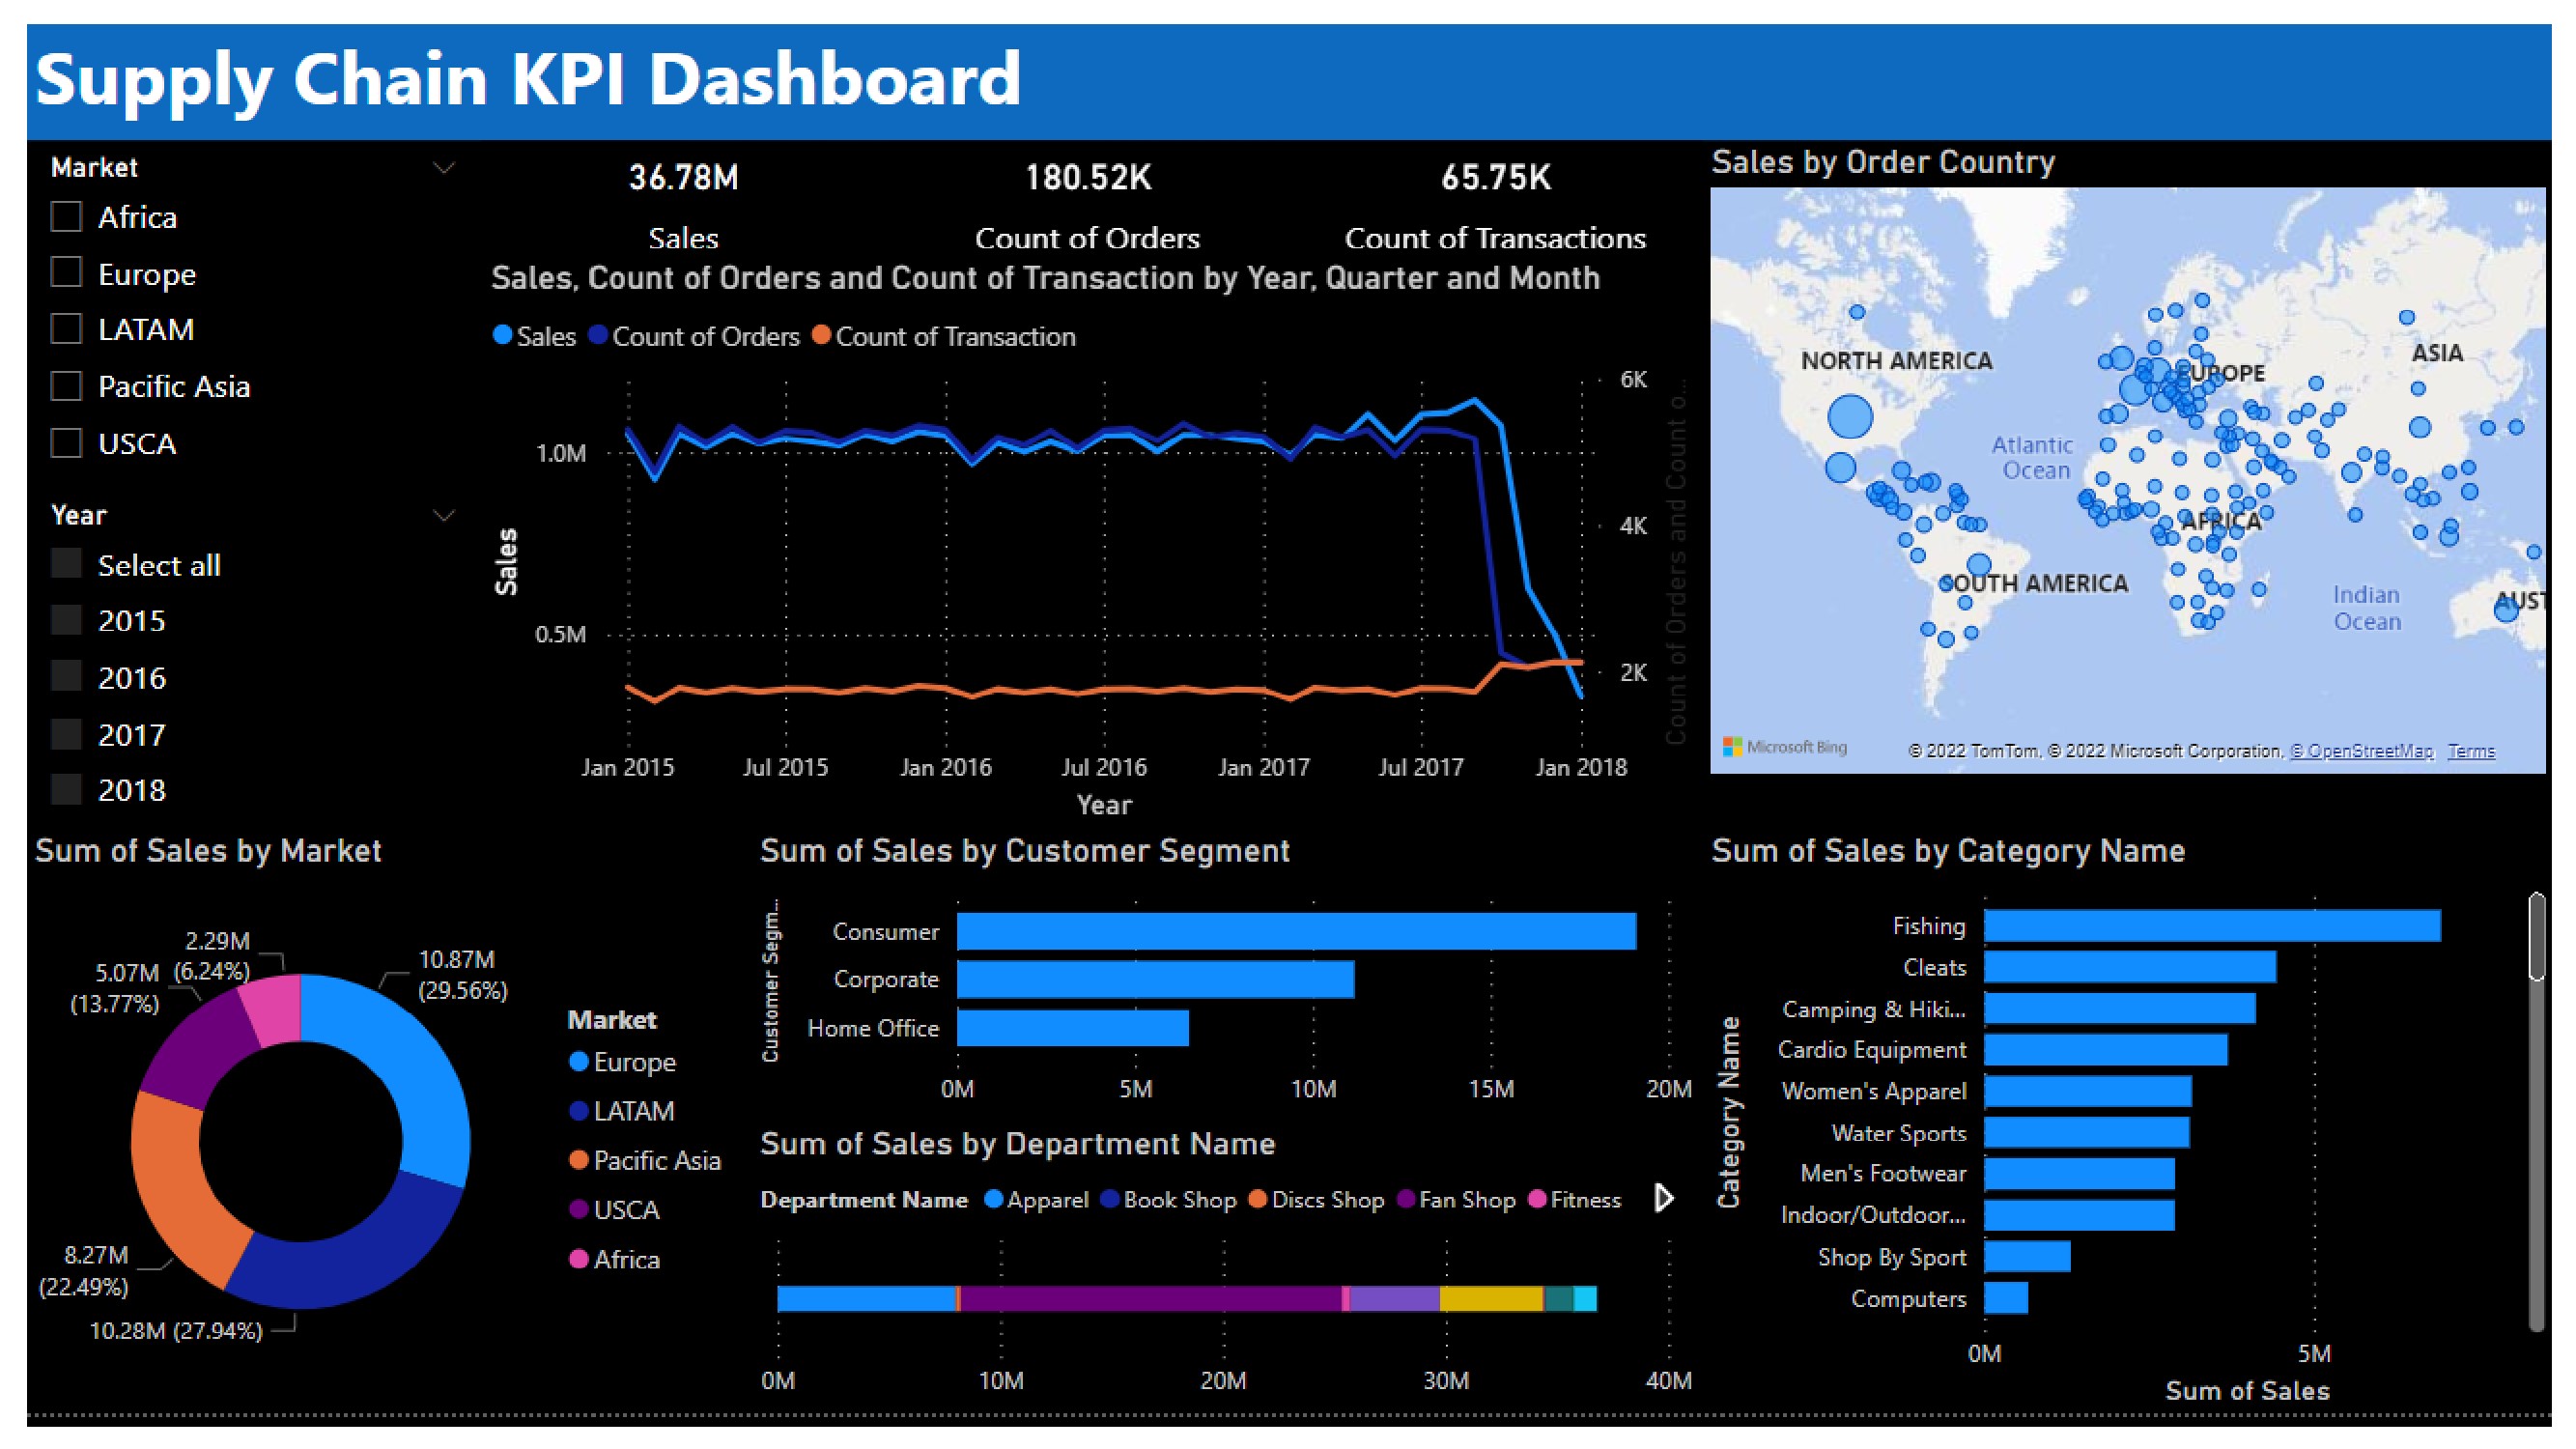 Supply Chain KPI Dashboard
Market
Africa
Europe
LATAM
Pacific Asia
USCA
Year
Select all
2015
2016
2017
2018
36.78M
Sales
180.52K
Count of Orders
65.75K
Count of Transactions
Sales, Count of Orders and Count of Transaction by Year, Quarter and Month
Sales Count of Orders Count of Transaction
Sales
1.0M
0.5M
6K
4K
2K
Count of Orders and Count o...
Jan 2015 Jul 2015 Jan 2016 Jul 2016 Jan 2017 Jul 2017 Jan 2018
Year
Sales by Order Country
NORTH AMERICA
EUROPE
ASIA
Atlantic
Ocean
AFRICA
SOUTH AMERICA
Indian
Ocean
AUST
Microsoft Bing
© 2022 TomTom, © 2022 Microsoft Corporation, © OpenStreetMap Terms
Sum of Sales by Market
2.29M
(6.24%)
5.07M
(13.77%)
10.87M
(29.56%)
8.27M
(22.49%)
10.28M (27.94%)
Market
Europe
LATAM
Pacific Asia
USCA
Africa
Sum of Sales by Customer Segment
Customer Segm...
Consumer
Corporate
Home Office
0M 5M 10M 15M 20M
Sum of Sales by Department Name
Department Name Apparel Book Shop Discs Shop Fan Shop Fitness
0M 10M 20M 30M 40M
Sum of Sales by Category Name
Category Name
Fishing
Cleats
Camping & Hiki...
Cardio Equipment
Women's Apparel
Water Sports
Men's Footwear
Indoor/Outdoor...
Shop By Sport
Computers
0M 5M
Sum of Sales